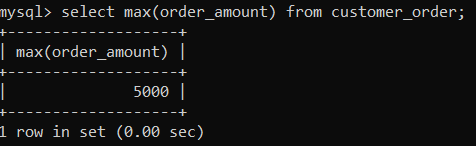 mysql> select max(order_amount) from customer_order;
+-------------------+
| max(order_amount) |
+-------------------+
|              5000 |
+-------------------+
1 row in set (0.00 sec)